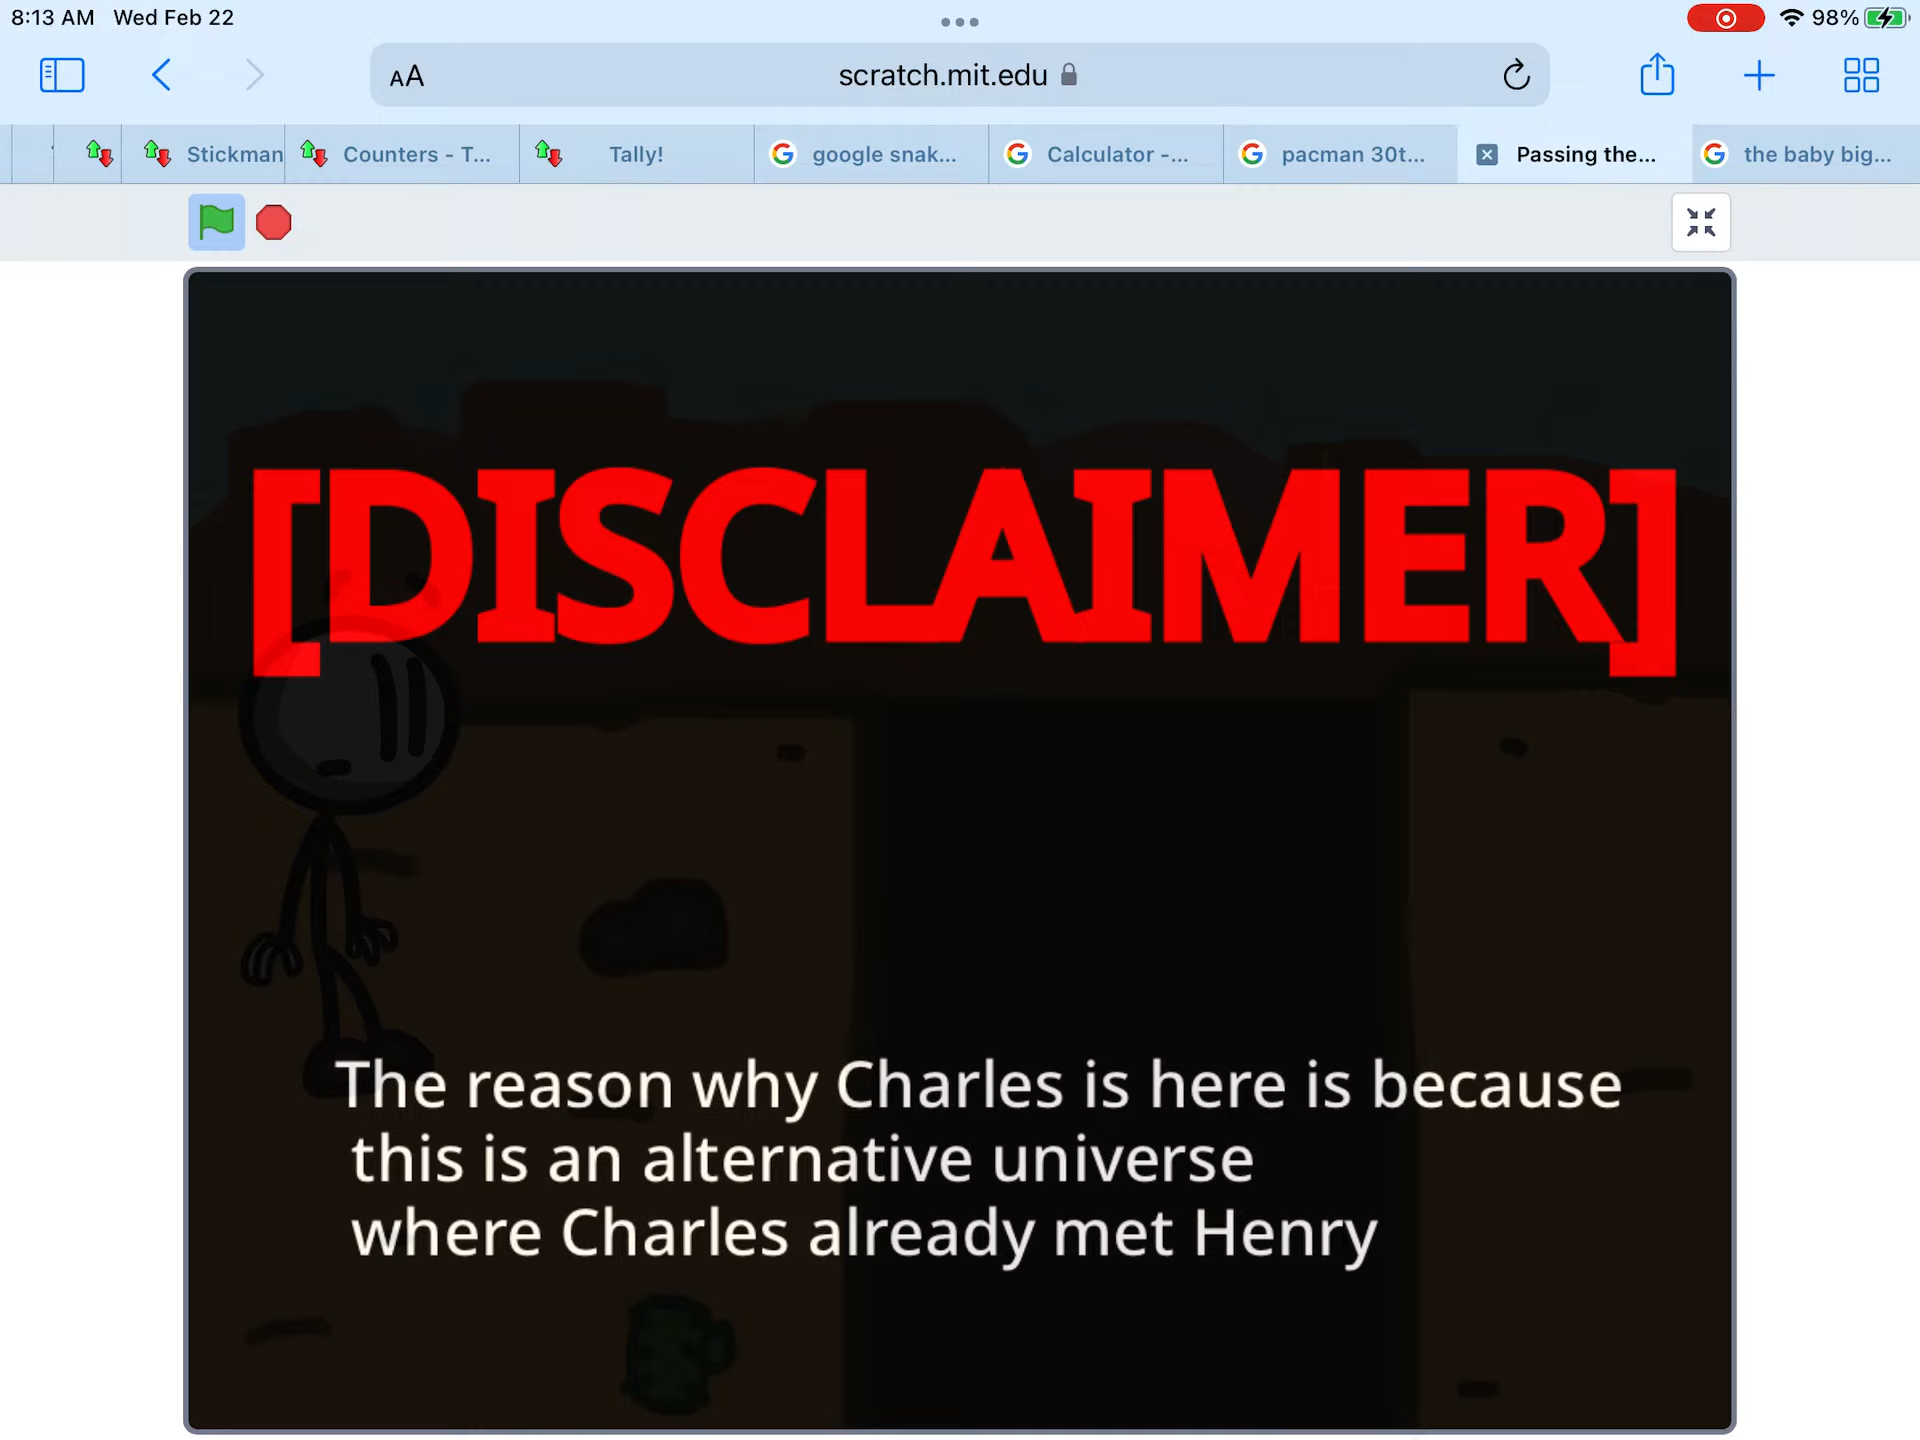 8:13 AM Wed Feb 22
98%
AA
scratch.mit.edu
Stickman
Counters - T...
Tally!
google snak...
Calculator -...
pacman 30t...
Passing the...
the baby big...
[DISCLAIMER]
The reason why Charles is here is because
this is an alternative universe
where Charles already met Henry